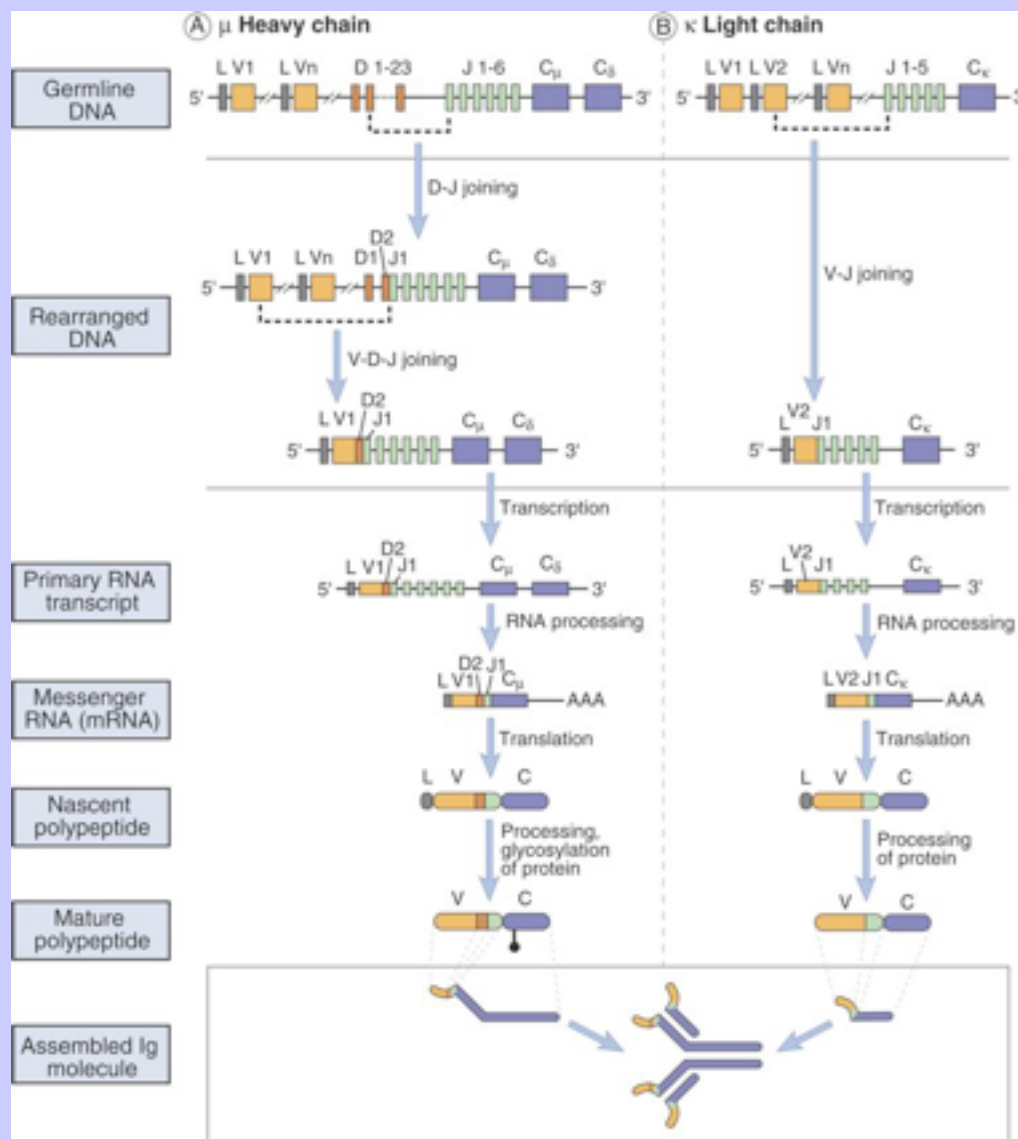 A μ Heavy chain
B κ Light chain
Germline
DNA
L V1 L Vn D 1-23 J 1-6 Cμ Cδ
5' 3'
L V1 L V2 L Vn J 1-5 Cκ
5' 3'
D-J joining
V-J joining
Rearranged
DNA
D2
L V1 L Vn D1 J1 Cμ Cδ
5' 3'
V-D-J joining
D2
L V1 J1 Cμ Cδ
5' 3'
V2
L J1 Cκ
5' 3'
Transcription
Transcription
Primary RNA
transcript
D2
L V1 J1 Cμ Cδ
5' 3'
V2
L J1 Cκ
5' 3'
RNA processing
RNA processing
Messenger
RNA (mRNA)
D2 J1
L V1 Cμ
AAA
L V2 J1 Cκ
AAA
Translation
Translation
Nascent
polypeptide
L V C
L V C
Processing,
glycosylation
of protein
Processing
of protein
Mature
polypeptide
V C
V C
Assembled Ig
molecule